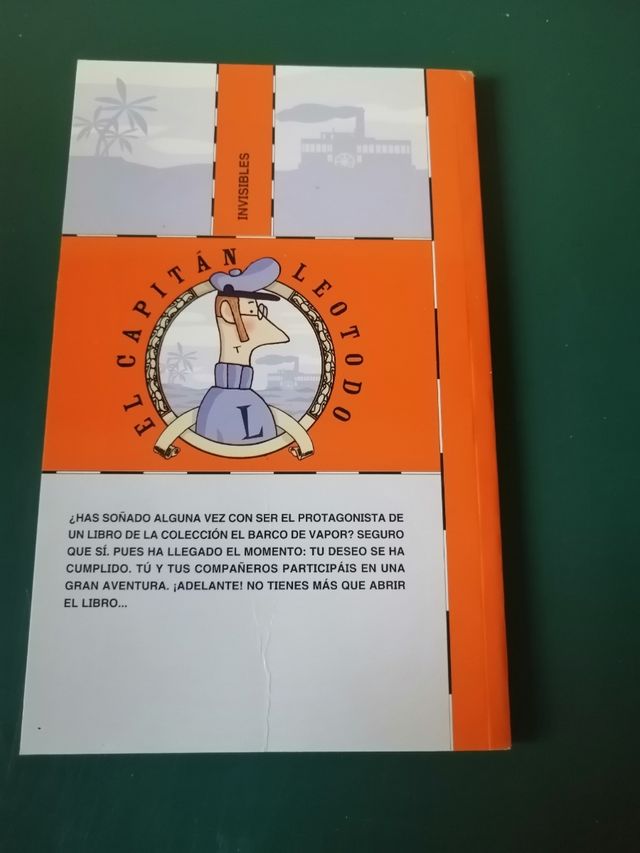 INVISIBLES
EL CAPITÁN LEOTODO
L
¿HAS SOÑADO ALGUNA VEZ CON SER EL PROTAGONISTA DE
UN LIBRO DE LA COLECCIÓN EL BARCO DE VAPOR? SEGURO
QUE SÍ. PUES HA LLEGADO EL MOMENTO: TU DESEO SE HA
CUMPLIDO. TÚ Y TUS COMPAÑEROS PARTICIPÁIS EN UNA
GRAN AVENTURA. ¡ADELANTE! NO TIENES MÁS QUE ABRIR
EL LIBRO...